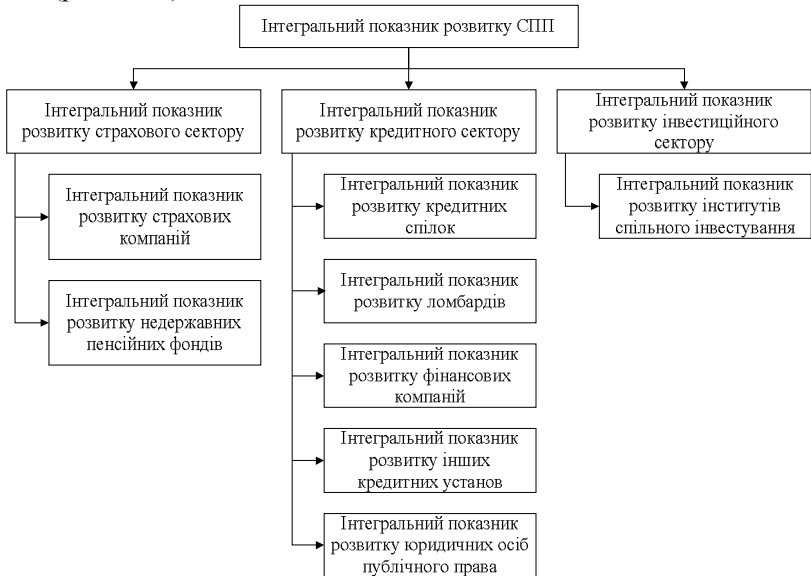 Інтегральний показник розвитку СПП
Інтегральний показник
розвитку страхового сектору
Інтегральний показник
розвитку страхових
компаній
Інтегральний показник
розвитку недержавних
пенсійних фондів
Інтегральний показник
розвитку кредитного сектору
Інтегральний показник
розвитку кредитних
спілок
Інтегральний показник
розвитку ломбардів
Інтегральний показник
розвитку фінансових
компаній
Інтегральний показник
розвитку інших
кредитних установ
Інтегральний показник
розвитку юридичних осіб
публічного права
Інтегральний показник
розвитку інвестиційного
сектору
Інтегральний показник
розвитку інститутів
спільного інвестування